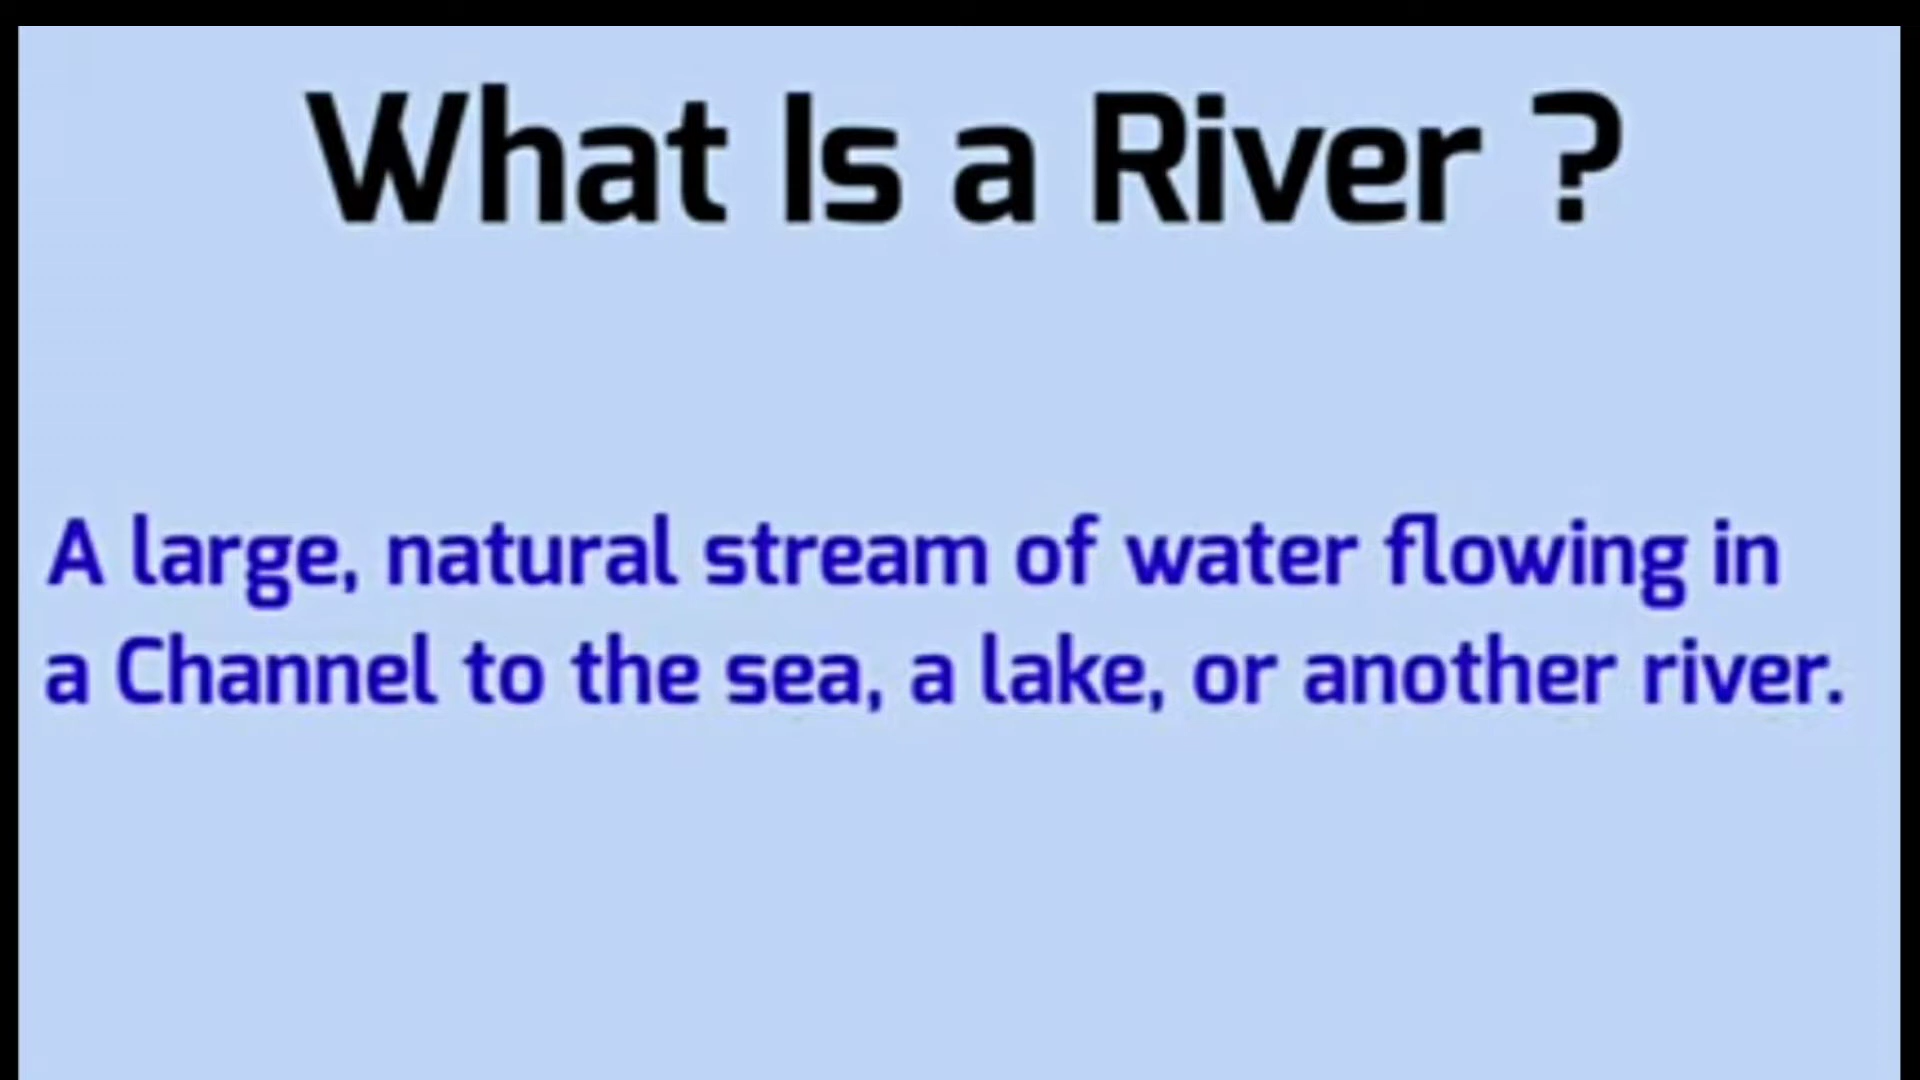 What Is a River ?
A large, natural stream of water flowing in
a Channel to the sea, a lake, or another river.